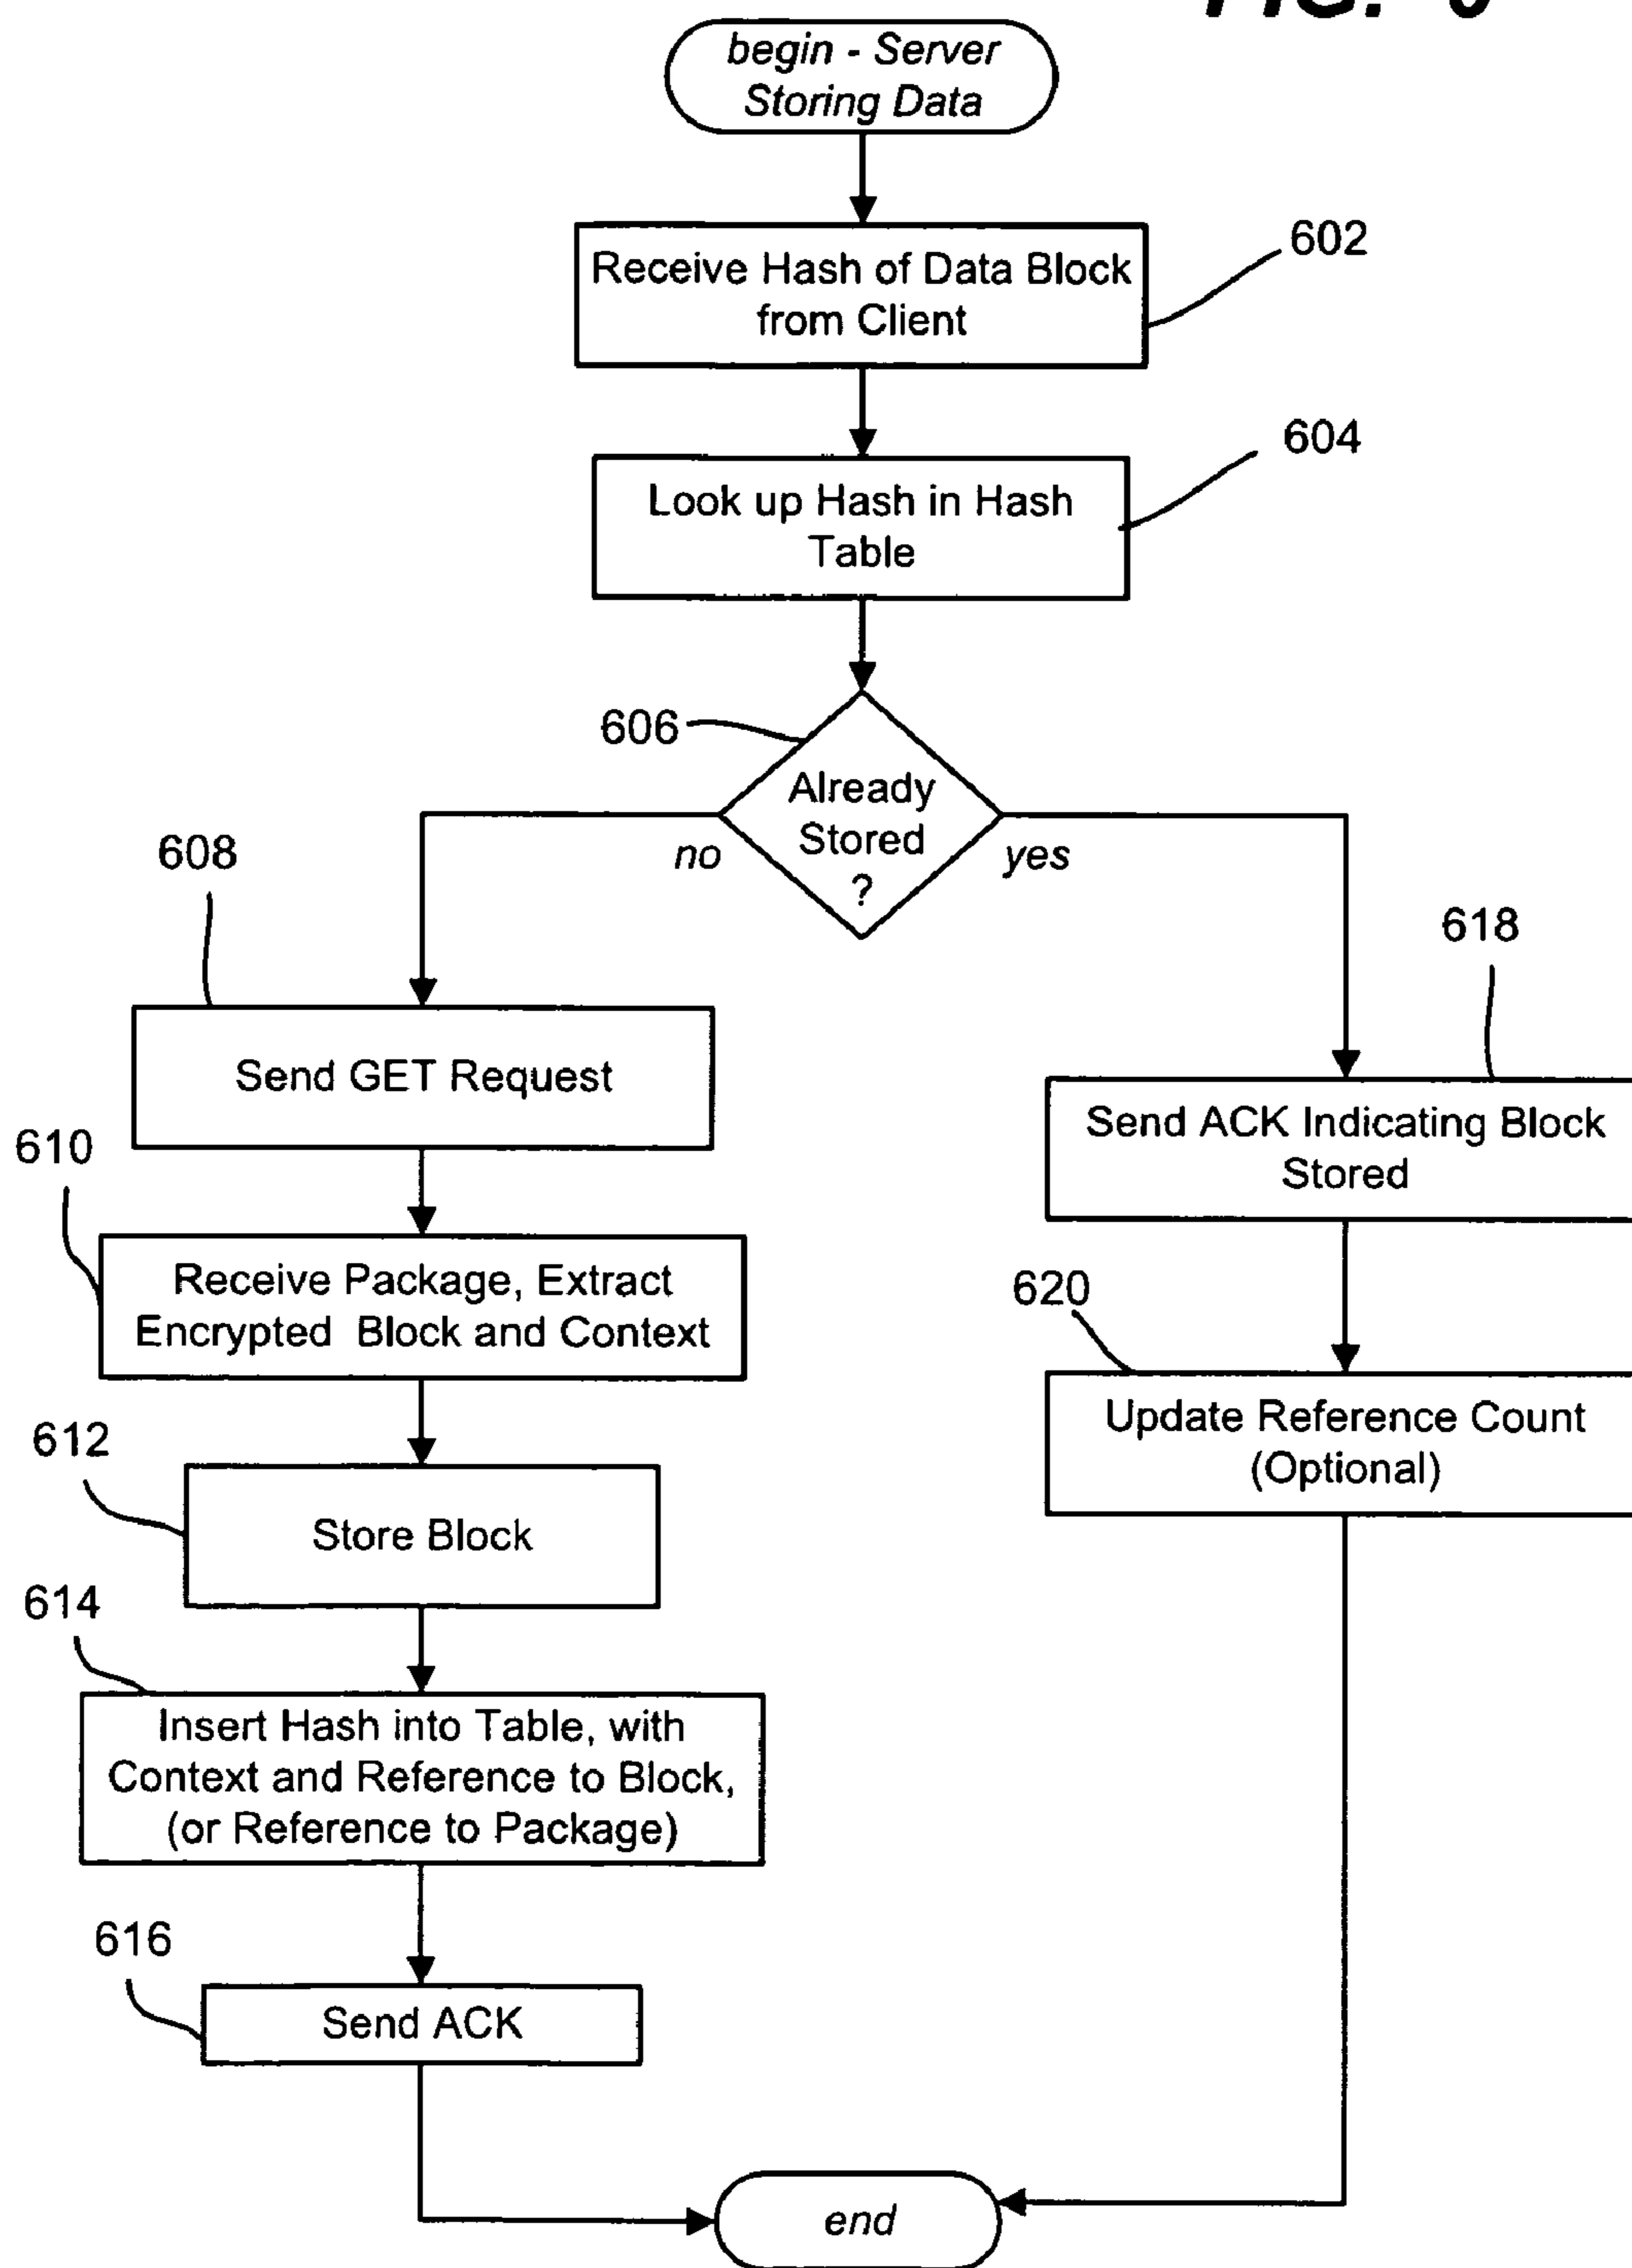 begin - Server
Storing Data
Receive Hash of Data Block
from Client
602
Look up Hash in Hash
Table
604
606
Already
Stored
?
no
yes
608
Send GET Request
618
Send ACK Indicating Block
Stored
610
Receive Package, Extract
Encrypted Block and Context
620
Update Reference Count
(Optional)
612
Store Block
614
Insert Hash into Table, with
Context and Reference to Block,
(or Reference to Package)
616
Send ACK
end